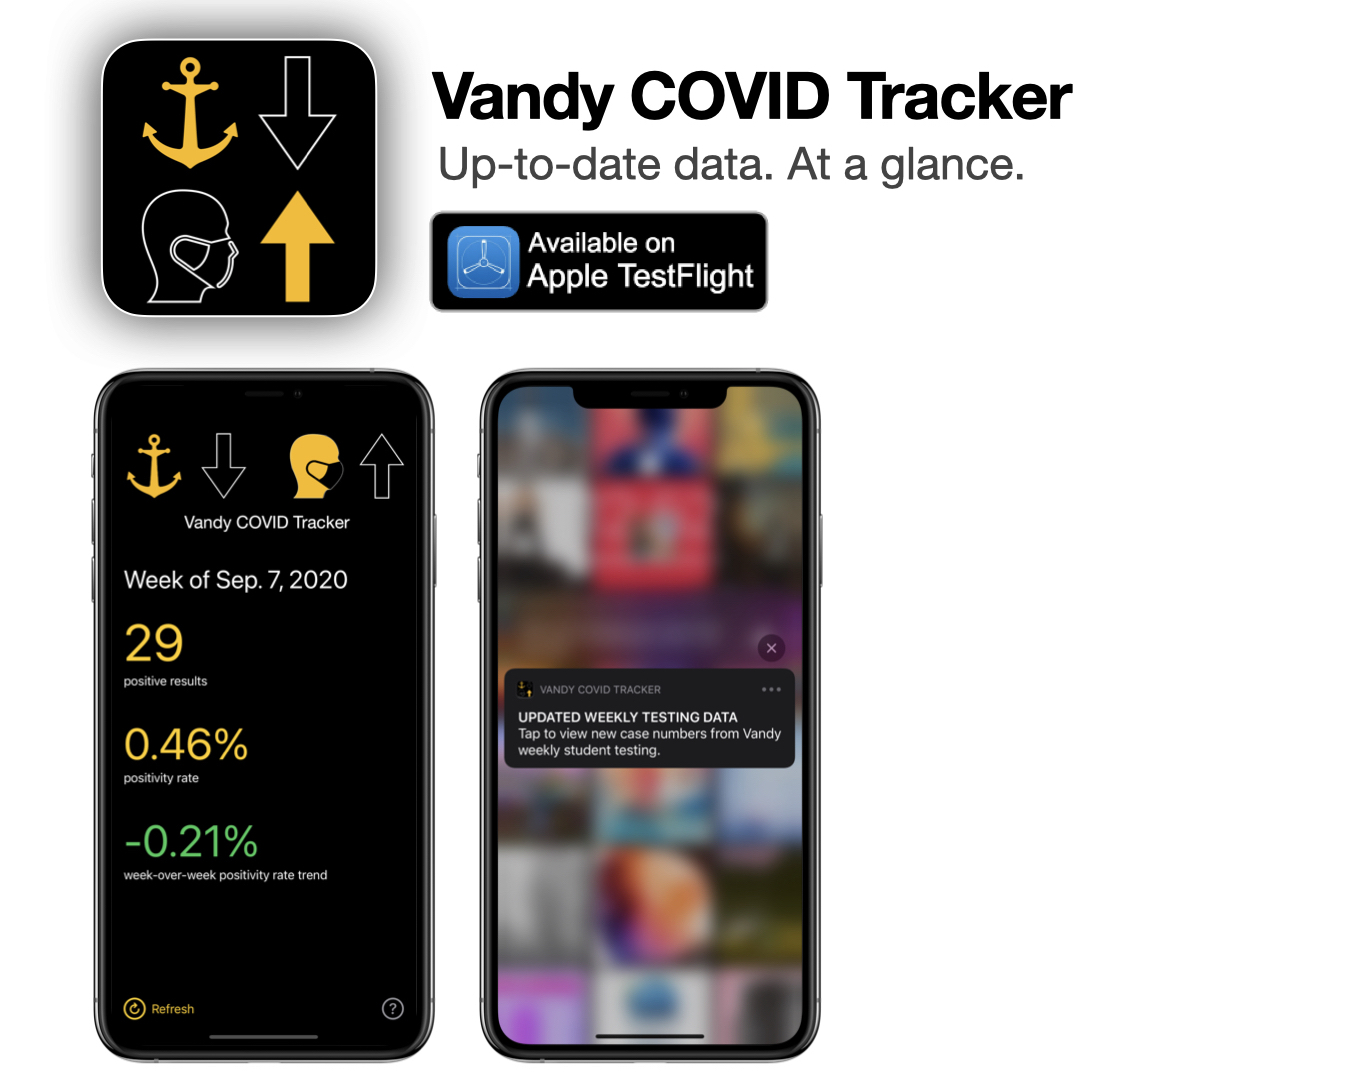 Vandy COVID Tracker
Up-to-date data. At a glance.
Available on
Apple TestFlight
Vandy COVID Tracker
Week of Sep. 7, 2020
29
positive results
0.46%
positivity rate
-0.21%
week-over-week positivity rate trend
Refresh
?
VANDY COVID TRACKER
UPDATED WEEKLY TESTING DATA
Tap to view new case numbers from Vandy
weekly student testing.